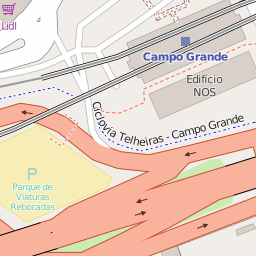 Lidl
Campo Grande
Edifício
NOS
Ciclovia Telheiras - Campo Grande
P
Parque de
Viaturas
Rebocadas